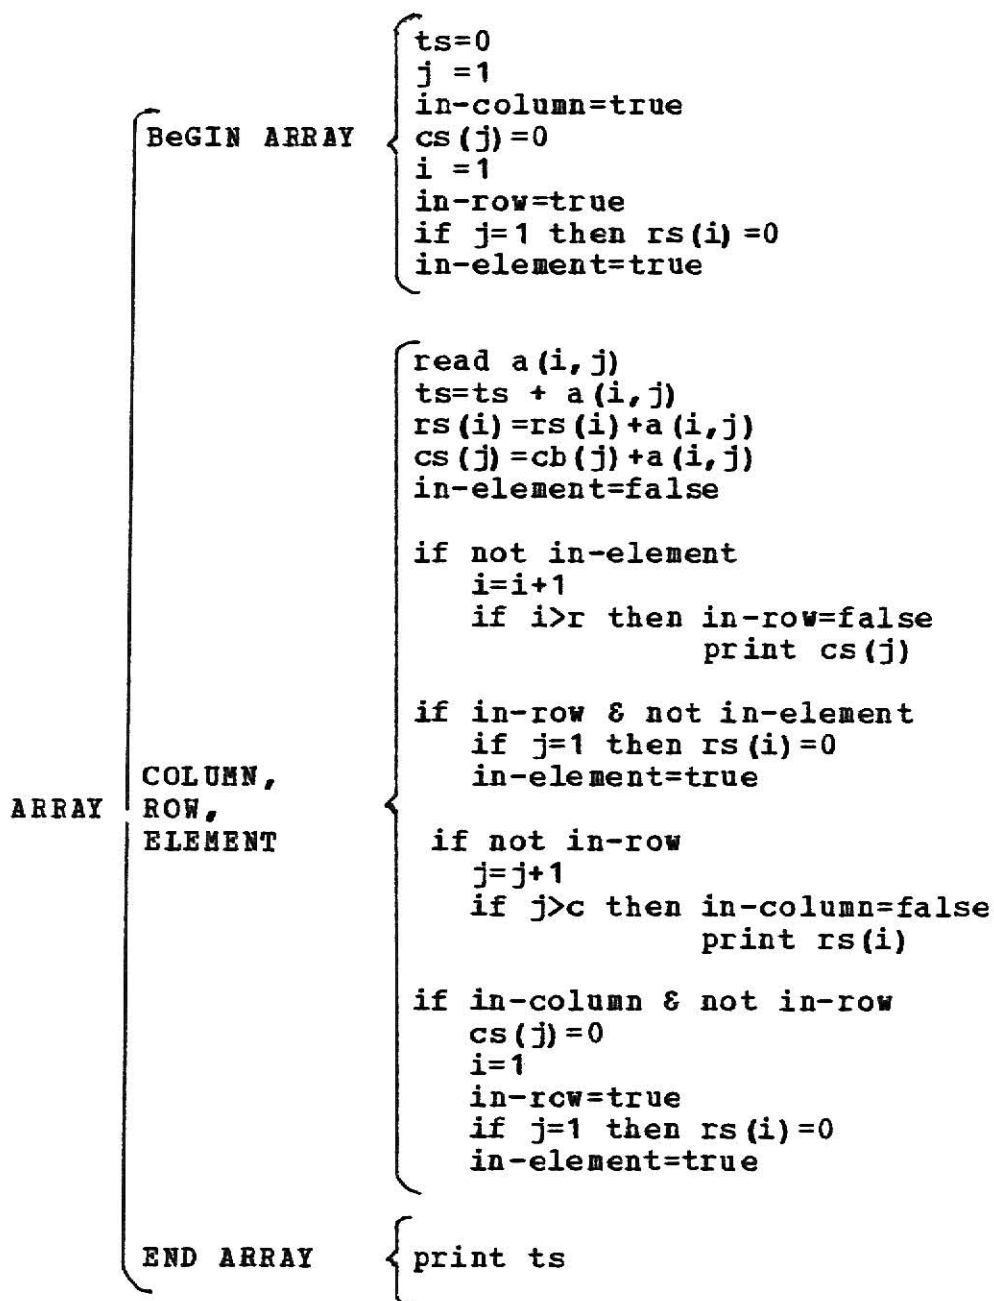 ts=0
j =1
in-column=true
BeGIN ARRAY
cs(j)=0
i =1
in-row=true
if j=1 then rs(i)=0
in-element=true
read a(i,j)
ts=ts + a(i,j)
rs(i)=rs(i)+a(i,j)
cs(j)=cb(j)+a(i,j)
in-element=false
if not in-element
i=i+1
if i>r then in-row=false
print cs(j)
if in-row & not in-element
if j=1 then rs(i)=0
in-element=true
COLUMN,
ARRAY ROW,
ELEMENT
if not in-row
j=j+1
if j>c then in-column=false
print rs(i)
if in-column & not in-row
cs(j)=0
i=1
in-rcw=true
if j=1 then rs(i)=0
in-element=true
END ARRAY
print ts